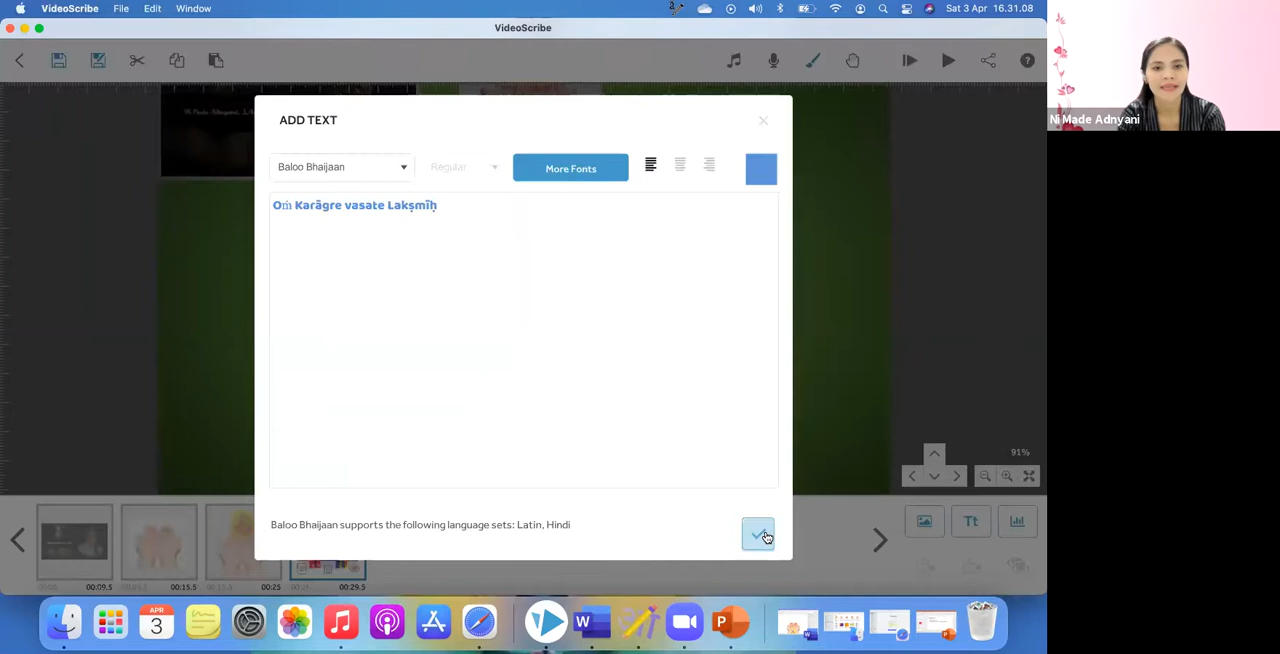 VideoScribe File Edit Window
Sat 3 Apr 16.31.08
VideoScribe
ADD TEXT
Baloo Bhaijaan
Regular
More Fonts
Oṁ Karāgre vasate Lakṣmīḥ
Baloo Bhaijaan supports the following language sets: Latin, Hindi
91%
Tt
00:09.5
00:15.5
00:25
00:29.5
APR
3
Ni Made Adnyani